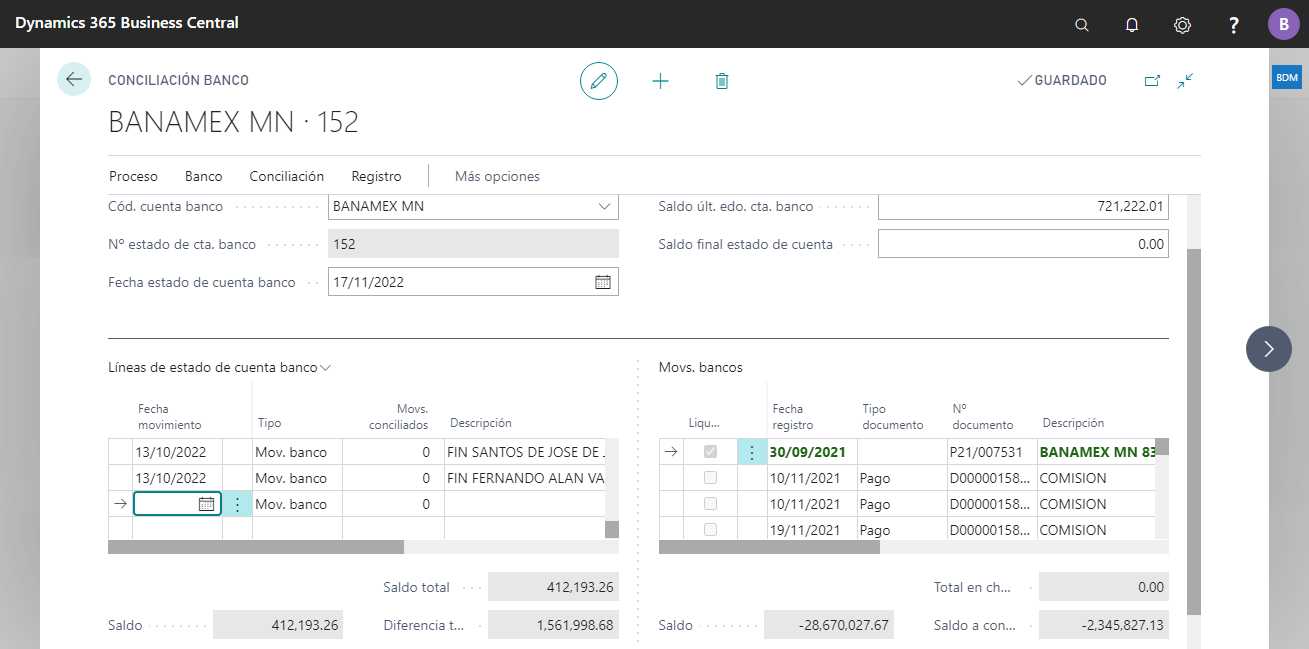 Dynamics 365 Business Central
?
B
CONCILIACIÓN BANCO
GUARDADO
BDM
BANAMEX MN · 152
Proceso Banco Conciliación Registro Más opciones
Cód. cuenta banco BANAMEX MN
Saldo últ. edo. cta. banco 721,222.01
Nº estado de cta. banco 152
Saldo final estado de cuenta 0.00
Fecha estado de cuenta banco 17/11/2022
Líneas de estado de cuenta banco
Fecha movimiento Tipo Movs. conciliados Descripción
13/10/2022 Mov. banco 0 FIN SANTOS DE JOSE DE .
13/10/2022 Mov. banco 0 FIN FERNANDO ALAN VA
Mov. banco 0
Saldo total 412,193.26
Saldo 412,193.26 Diferencia t... 1,561,998.68
Movs. bancos
Liqu... Fecha registro Tipo documento Nº documento Descripción
30/09/2021 P21/007531 BANAMEX MN 83
10/11/2021 Pago D00000158... COMISION
10/11/2021 Pago D00000158... COMISION
19/11/2021 Pago D00000158... COMISION
Total en ch... 0.00
Saldo -28,670,027.67 Saldo a con... -2,345,827.13